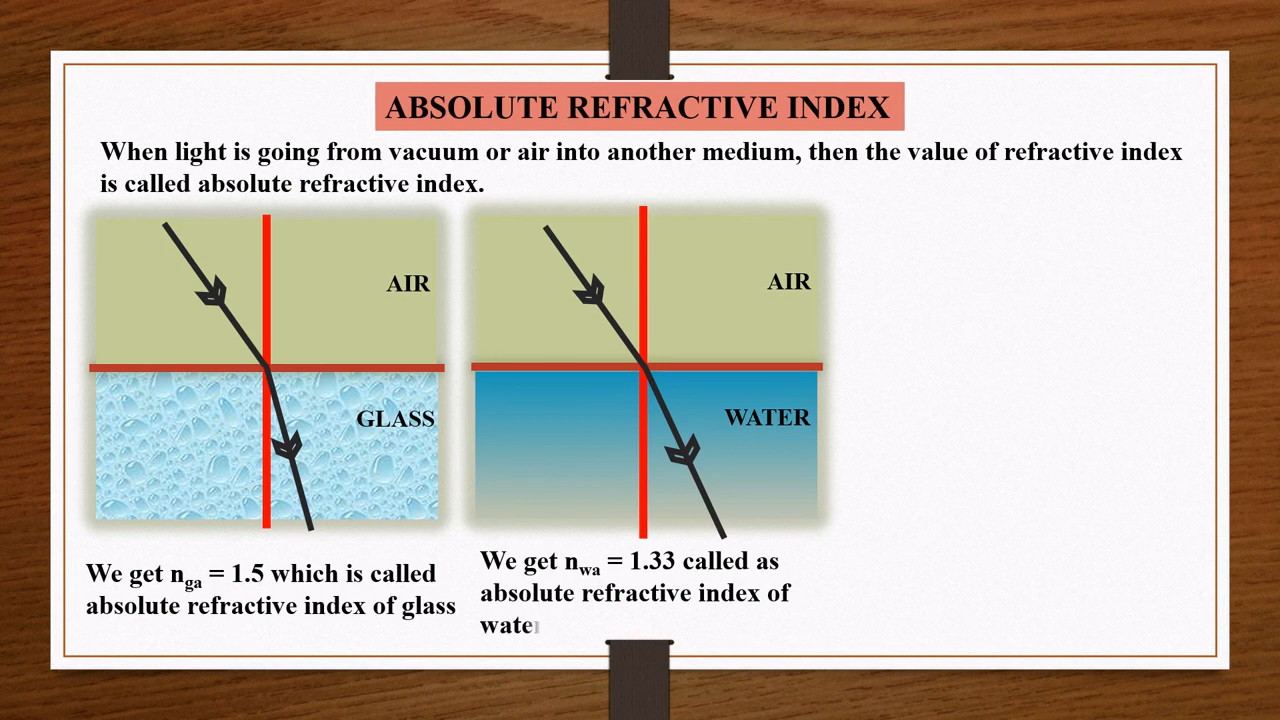 ABSOLUTE REFRACTIVE INDEX
When light is going from vacuum or air into another medium, then the value of refractive index
is called absolute refractive index.
AIR
GLASS
AIR
WATER
We get nga = 1.5 which is called
absolute refractive index of glass
We get nwa = 1.33 called as
absolute refractive index of
wate